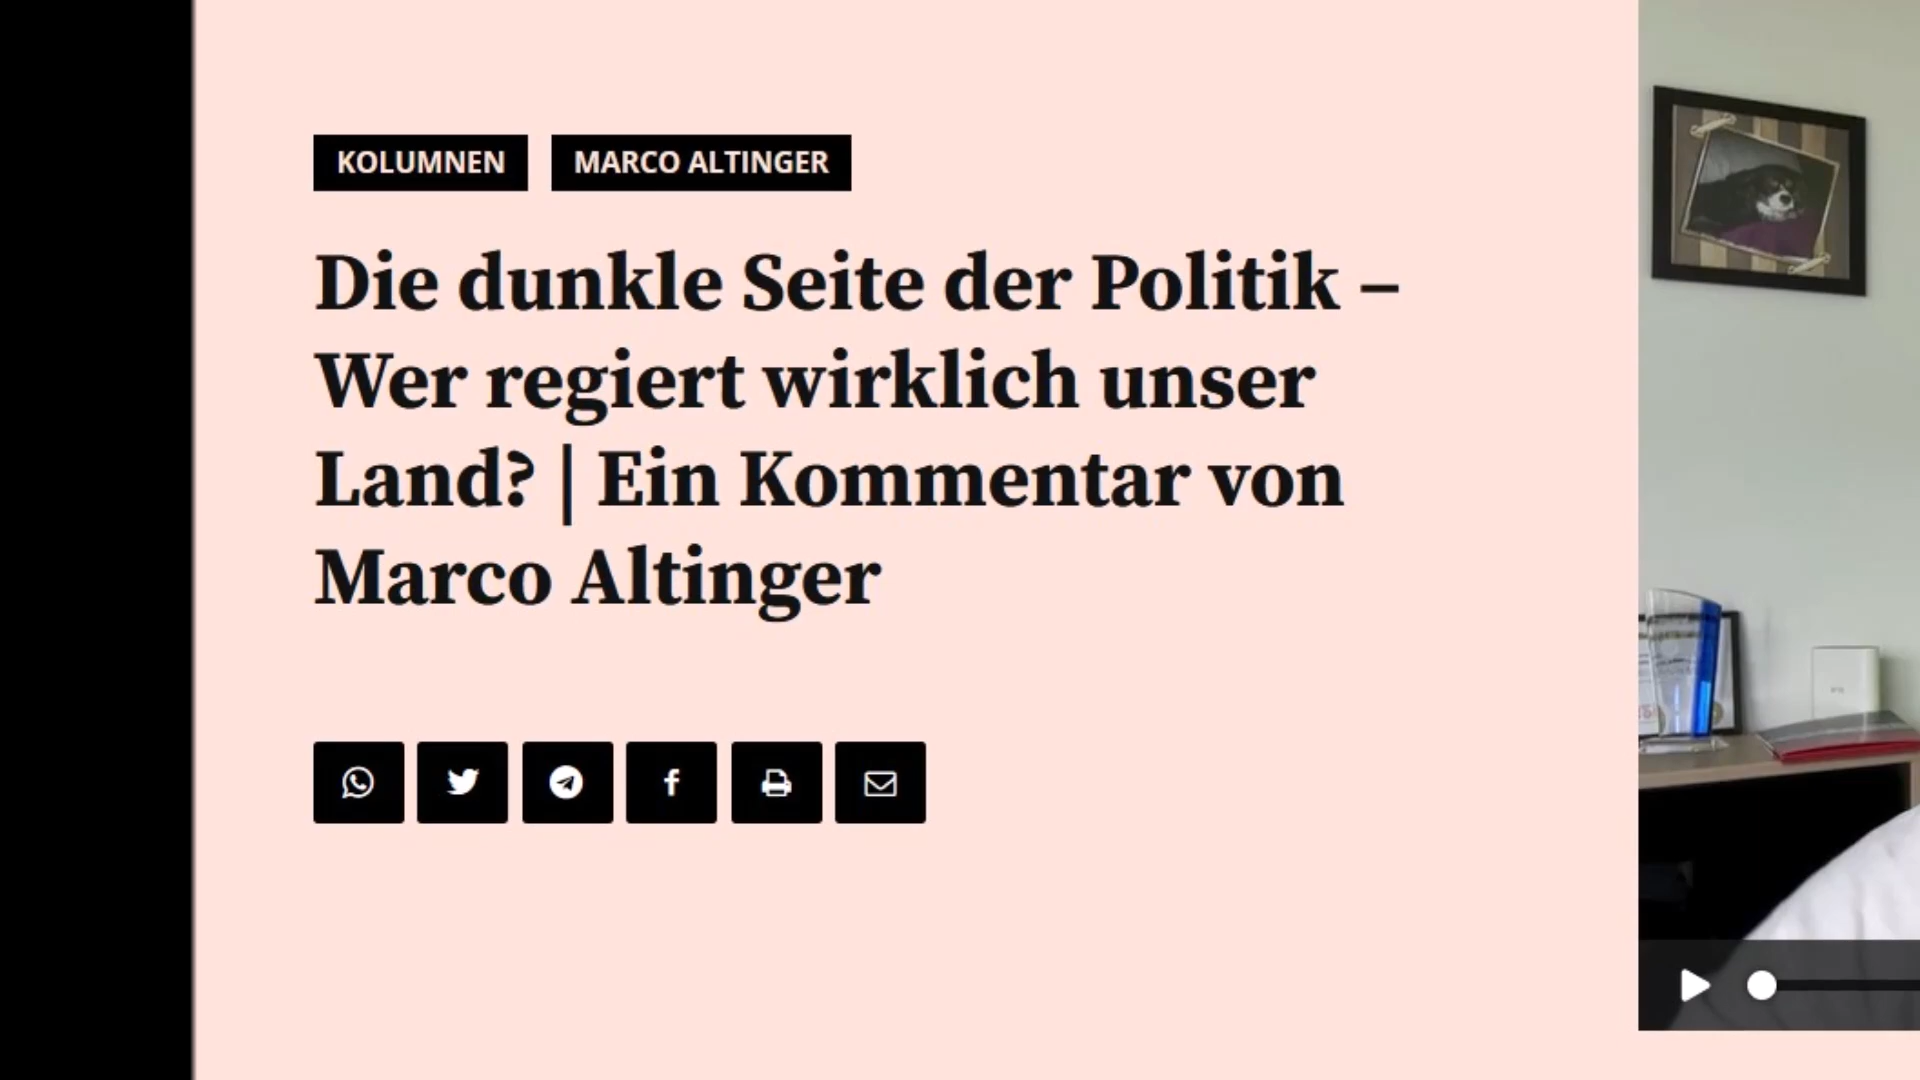 KOLUMNEN
MARCO ALTINGER
Die dunkle Seite der Politik –
Wer regiert wirklich unser
Land? | Ein Kommentar von
Marco Altinger